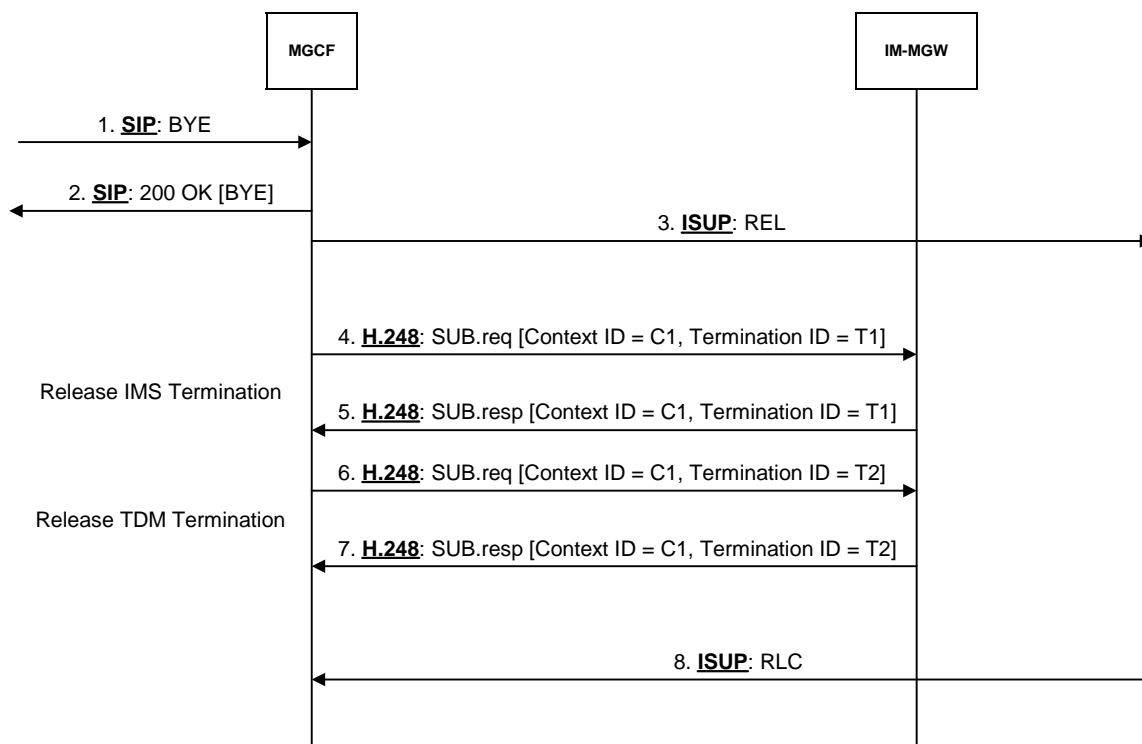 MGCF
IM-MGW
1. SIP: BYE
2. SIP: 200 OK [BYE]
3. ISUP: REL
4. H.248: SUB.req [Context ID = C1, Termination ID = T1]
Release IMS Termination
5. H.248: SUB.resp [Context ID = C1, Termination ID = T1]
6. H.248: SUB.req [Context ID = C1, Termination ID = T2]
Release TDM Termination
7. H.248: SUB.resp [Context ID = C1, Termination ID = T2]
8. ISUP: RLC